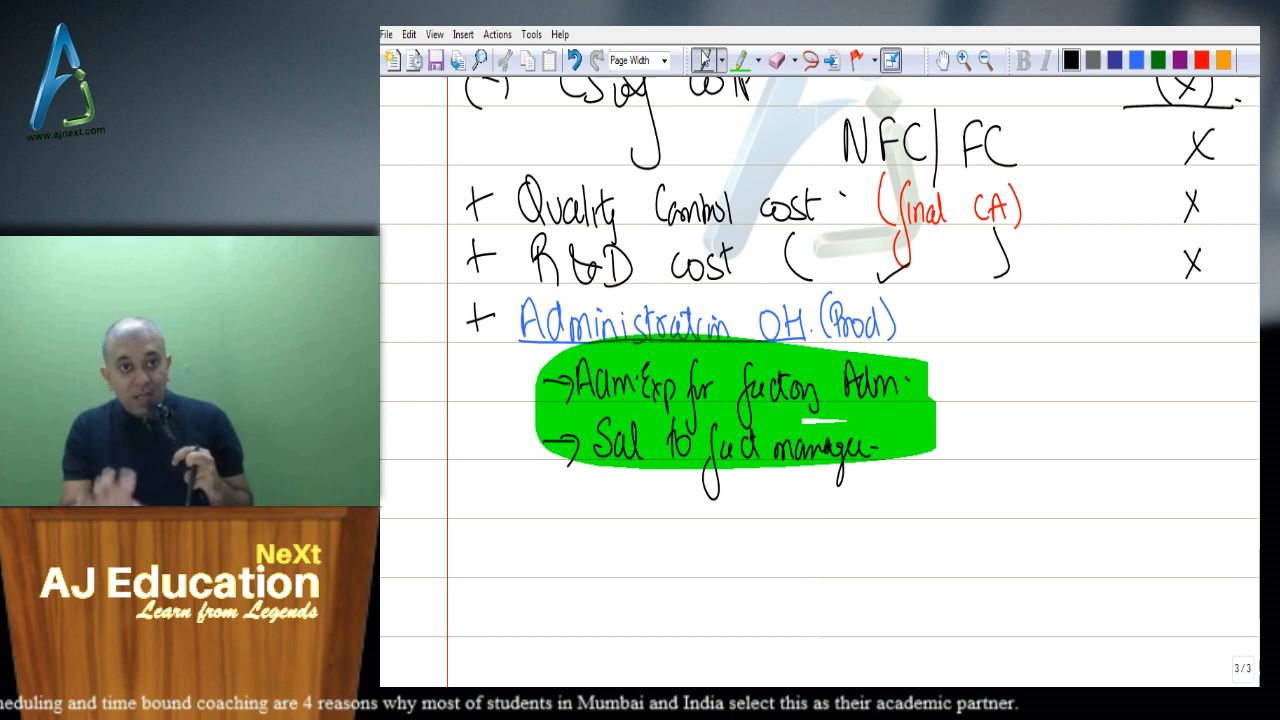 File Edit View Insert Actions Tools Help
Page Width
B I
www.ajnext.com
(-) Closing WIP (X).
NFC | FC X
+ Quality Control cost. (final CA) X
+ R & D cost ( ) X
+ Administration OH. (Prod)
→ Adm. Exp for factory Adm.
→ Sal to fact manager
NeXt
AJ Education
Learn from Legends
3/3
heduling and time bound coaching are 4 reasons why most of students in Mumbai and India select this as their academic partner.